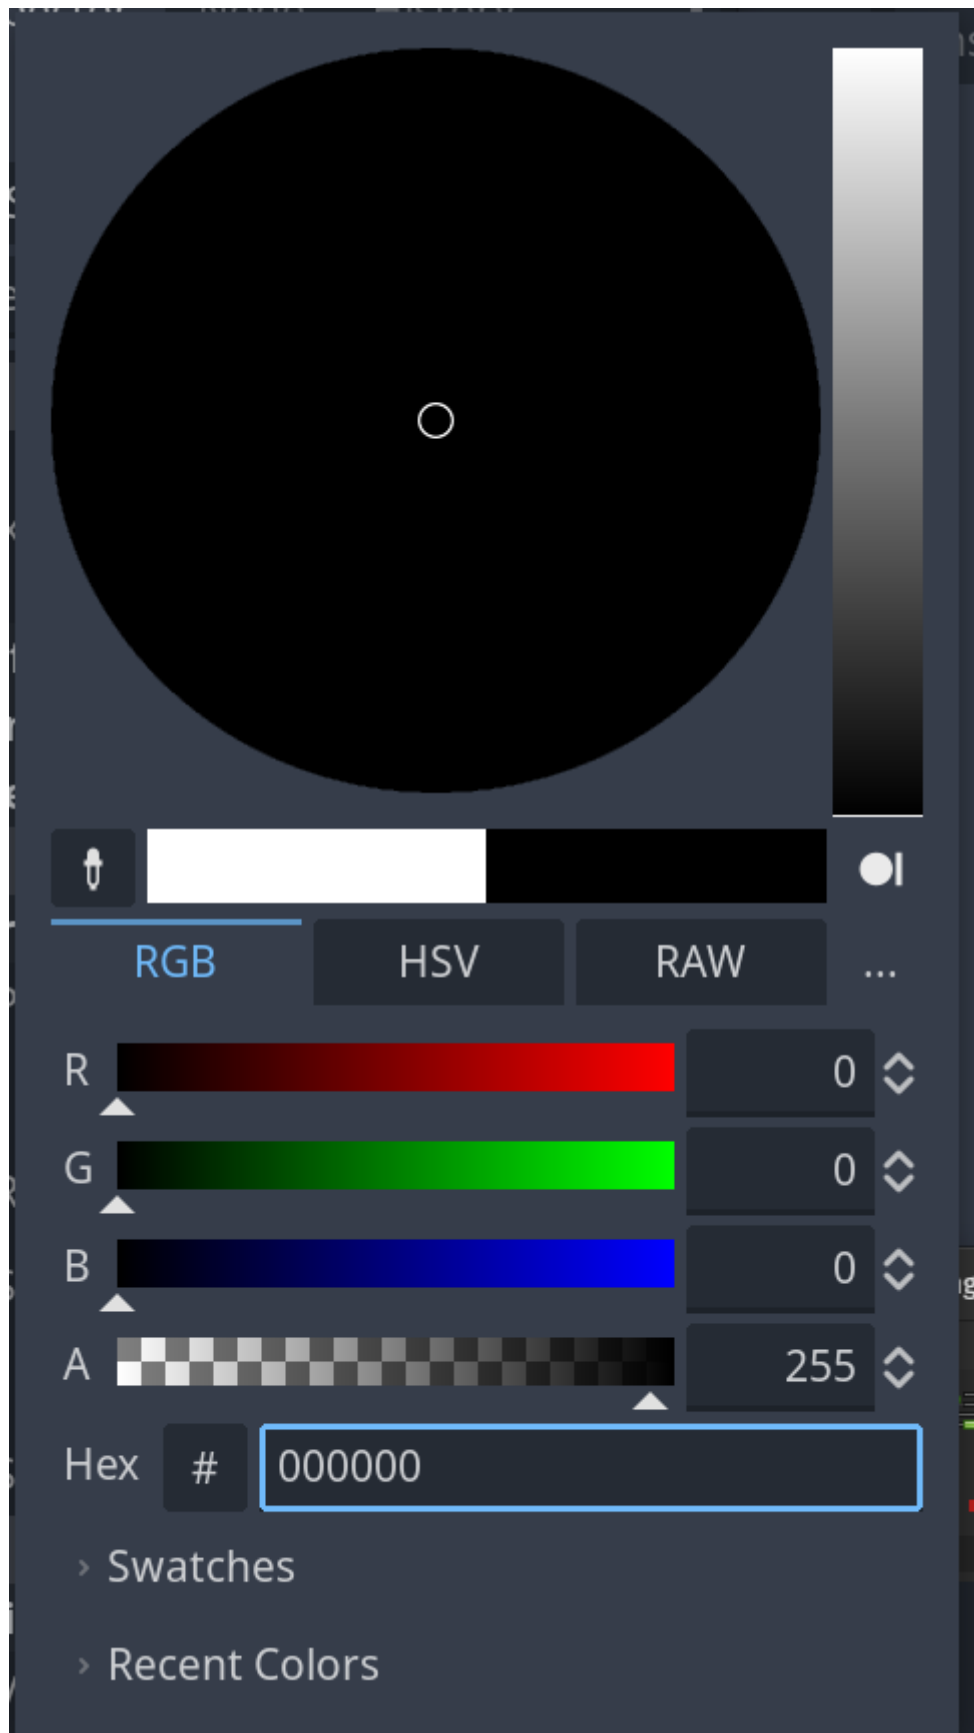 RGB HSV RAW ...
R 0
G 0
B 0
A 255
Hex # 000000
Swatches
Recent Colors